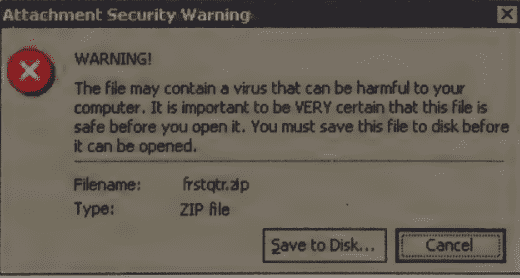 Attachment Security Warning
WARNING!
The file may contain a virus that can be harmful to your
computer. It is important to be VERY certain that this file is
safe before you open it. You must save this file to disk before
it can be opened.
Filename: frstqtr.zip
Type: ZIP file
Save to Disk...
Cancel